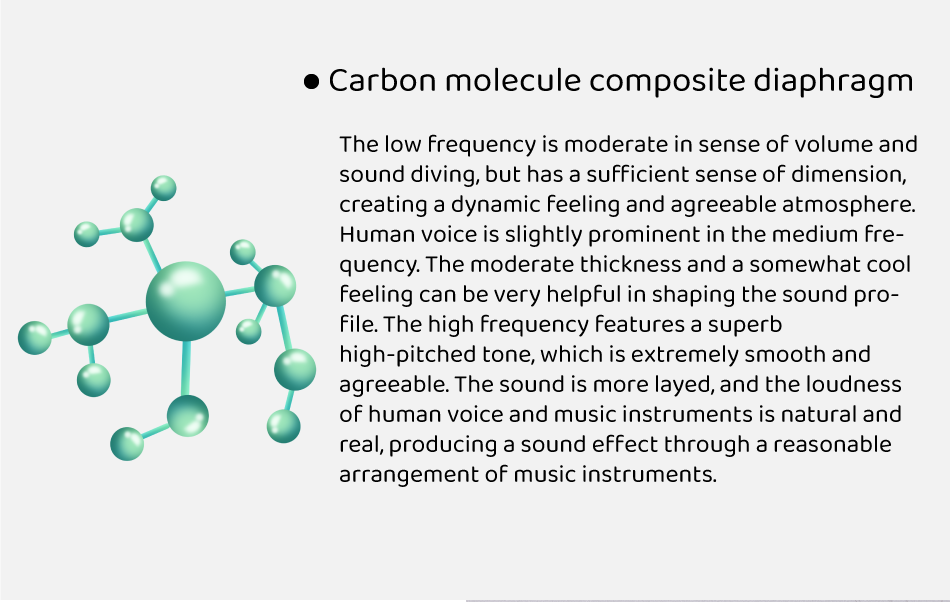 ● Carbon molecule composite diaphragm
The low frequency is moderate in sense of volume and
sound diving, but has a sufficient sense of dimension,
creating a dynamic feeling and agreeable atmosphere.
Human voice is slightly prominent in the medium fre-
quency. The moderate thickness and a somewhat cool
feeling can be very helpful in shaping the sound pro-
file. The high frequency features a superb
high-pitched tone, which is extremely smooth and
agreeable. The sound is more layed, and the loudness
of human voice and music instruments is natural and
real, producing a sound effect through a reasonable
arrangement of music instruments.